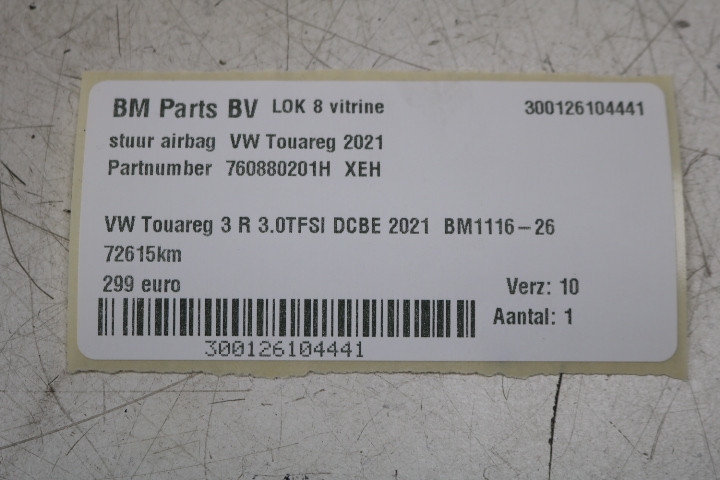 BM Parts BV LOK 8 vitrine 300126104441
stuur airbag VW Touareg 2021
Partnumber 760880201H XEH
VW Touareg 3 R 3.0TFSI DCBE 2021 BM1116-26
72615km
299 euro Verz: 10
Aantal: 1
300126104441